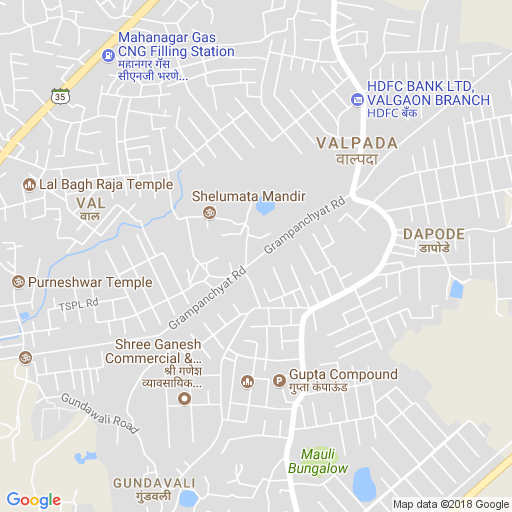 Mahanagar Gas
CNG Filling Station
महानगर गॅस
सीएनजी भरणे...
35
HDFC BANK LTD,
VALGAON BRANCH
HDFC बँक
VALPADA
वाल्पदा
Lal Bagh Raja Temple
VAL
वाल
Shelumata Mandir
Grampanchyat Rd
DAPODE
डापोडे
Purneshwar Temple
TSPL Rd
Grampanchyat Rd
Shree Ganesh
Commercial &...
श्री गणेश
व्यावसायिक...
Gupta Compound
गुप्ता कंपाऊंड
P
Gundawali Road
Mauli
Bungalow
GUNDAVALI
गुंडवली
Google
Map data ©2018 Google